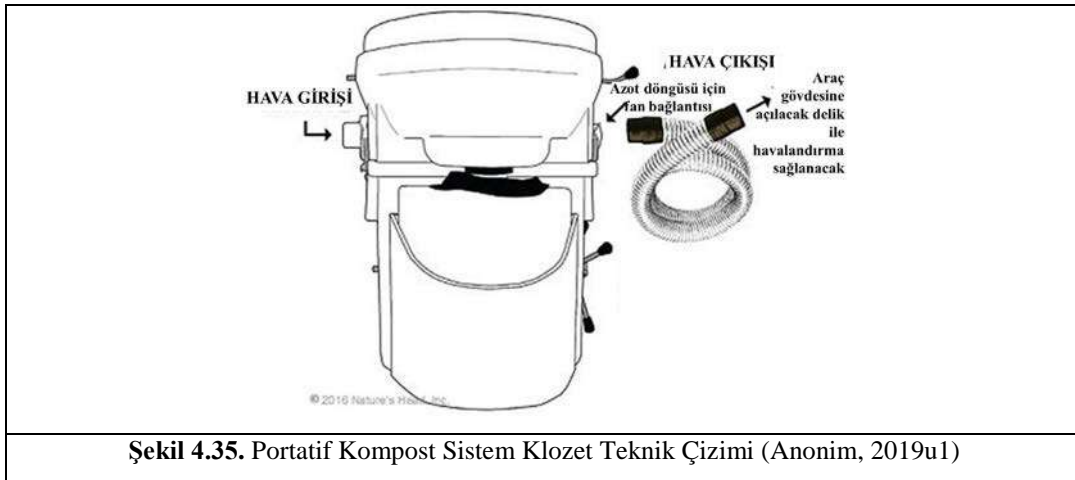 HAVA GİRİŞİ
HAVA ÇIKIŞI
Azot döngüsü için
fan bağlantısı
Araç
gövdesine
açılacak delik
ile
havalandırma
sağlanacak
© 2016 Nature's Head, Inc.
Şekil 4.35. Portatif Kompost Sistem Klozet Teknik Çizimi (Anonim, 2019u1)